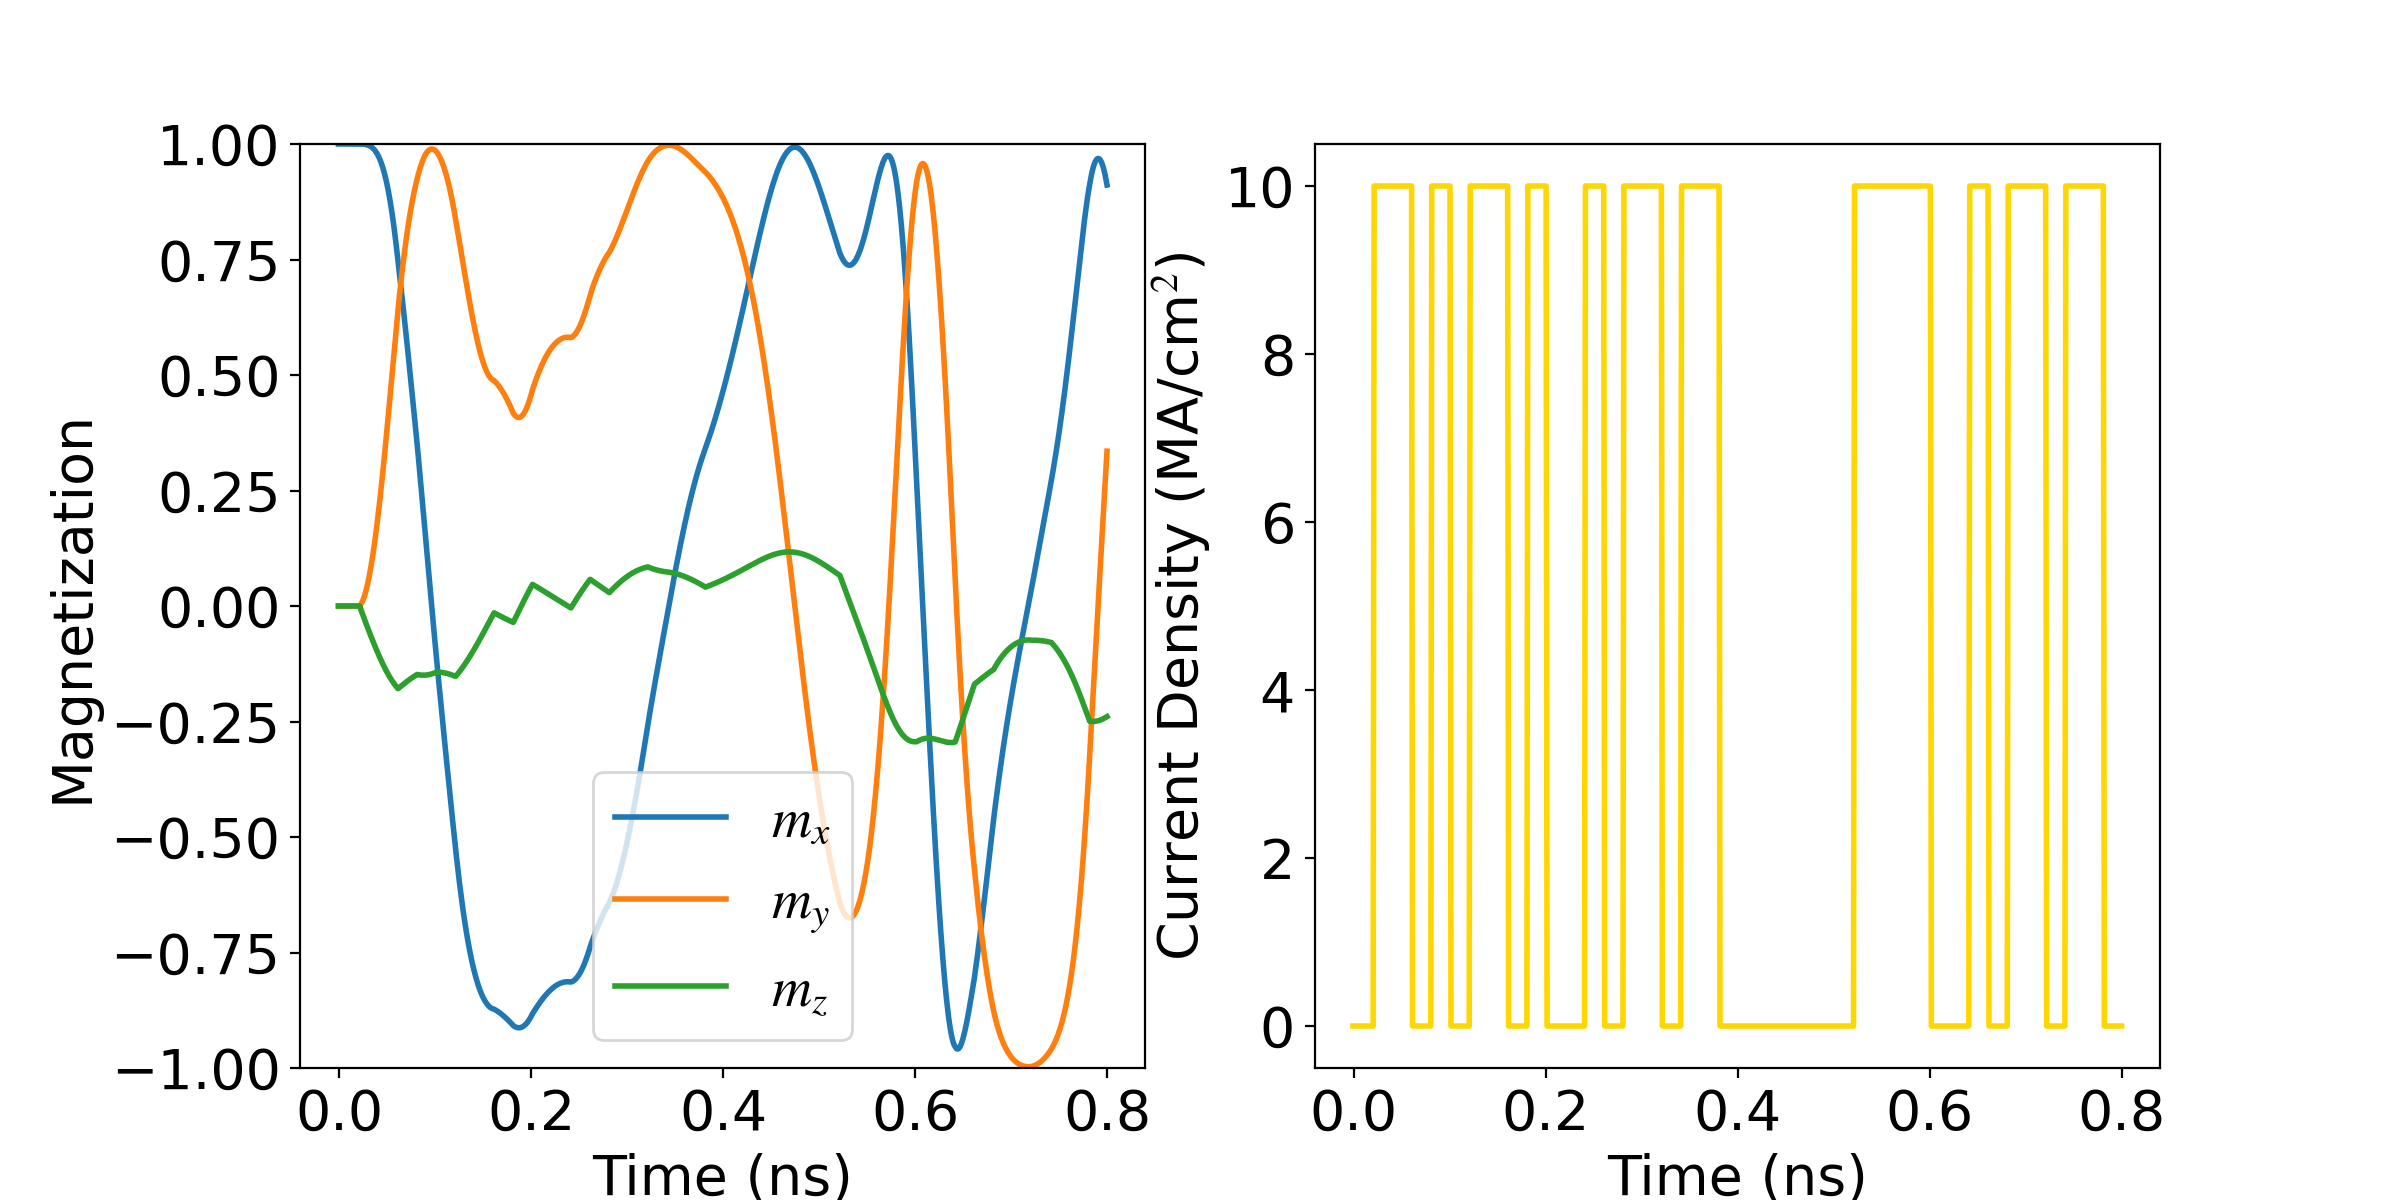 Magnetization
1.00
0.75
0.50
0.25
0.00
−0.25
−0.50
−0.75
−1.00
0.0 0.2 0.4 0.6 0.8
Time (ns)
m_x
m_y
m_z
Current Density (MA/cm²)
10
8
6
4
2
0
0.0 0.2 0.4 0.6 0.8
Time (ns)